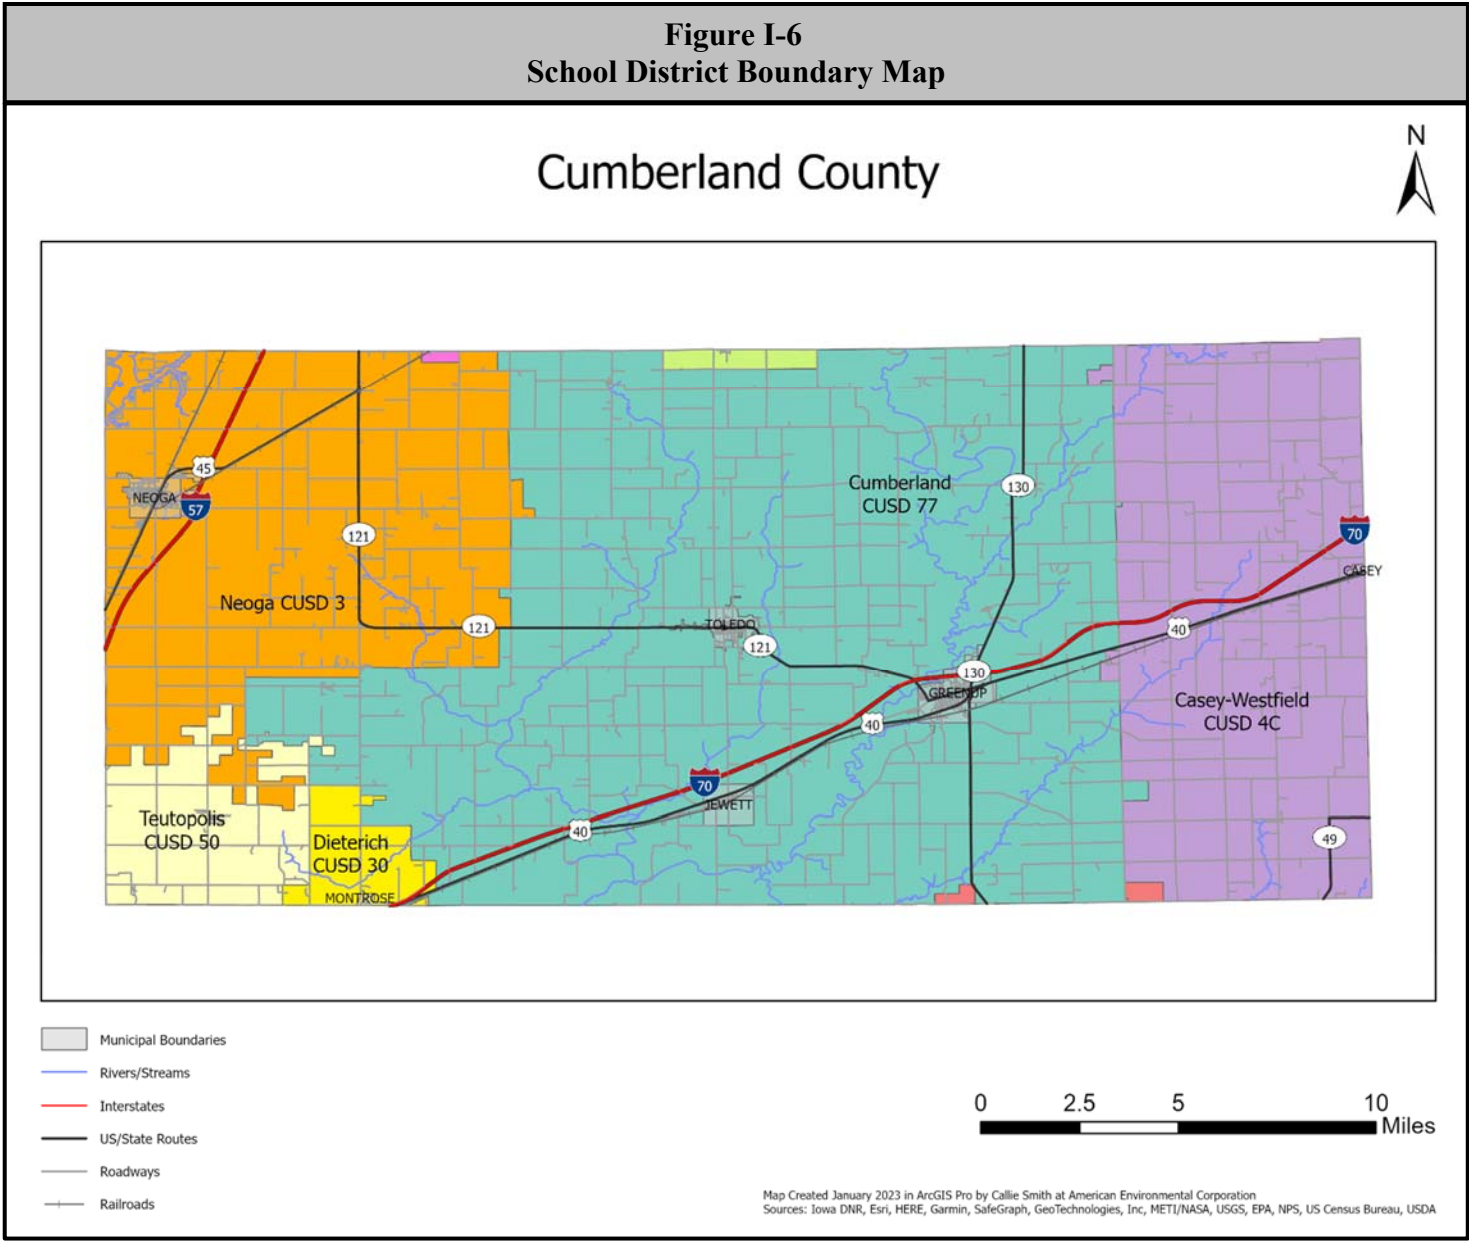 Figure I-6
School District Boundary Map
Cumberland County
N
45
NEOGA
57
121
Neoga CUSD 3
121
Cumberland
CUSD 77
130
70
CASEY
TOLEDO
121
40
130
GREENUP
40
Casey-Westfield
CUSD 4C
70
JEWETT
40
Teutopolis
CUSD 50
Dieterich
CUSD 30
MONTROSE
49
Municipal Boundaries
Rivers/Streams
Interstates
US/State Routes
Roadways
Railroads
0 2.5 5 10
Miles
Map Created January 2023 in ArcGIS Pro by Callie Smith at American Environmental Corporation
Sources: Iowa DNR, Esri, HERE, Garmin, SafeGraph, GeoTechnologies, Inc, METI/NASA, USGS, EPA, NPS, US Census Bureau, USDA